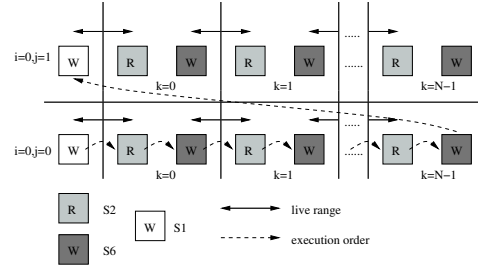 .....
i=0,j=1 W R W R W ...... R W
k=0 k=1 k=N−1
.....
i=0,j=0 W R W R W ...... R W
k=0 k=1 k=N−1
R S2
W S1
W S6
live range
execution order